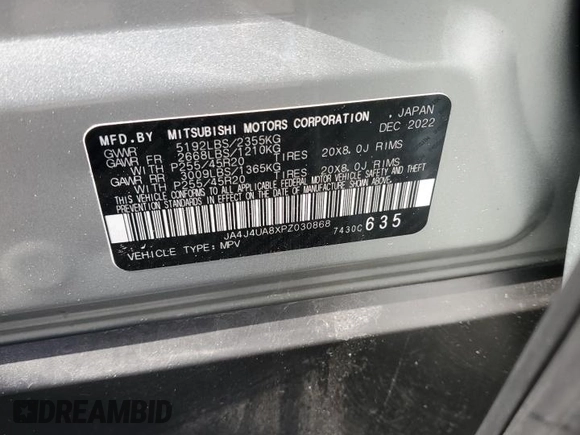 MFD.BY MITSUBISHI MOTORS CORPORATION , JAPAN
GVWR 5192LBS/2355KG DEC 2022
GAWR FR 2668LBS/1210KG
WITH P255/45R20 TIRES 20X8.0J RIMS
GAWR RR 3009LBS/1365KG
WITH P255/45R20 TIRES 20X8.0J RIMS
THIS VEHICLE CONFORMS TO ALL APPLICABLE FEDERAL MOTOR VEHICLE SAFETY, BUMPER AND THEFT
PREVENTION STANDARDS IN EFFECT ON THE DATE OF MANUFACTURE SHOWN ABOVE.
JA4J4UA8XPZ030868 7430C 635
VEHICLE TYPE: MPV
DREAMBID